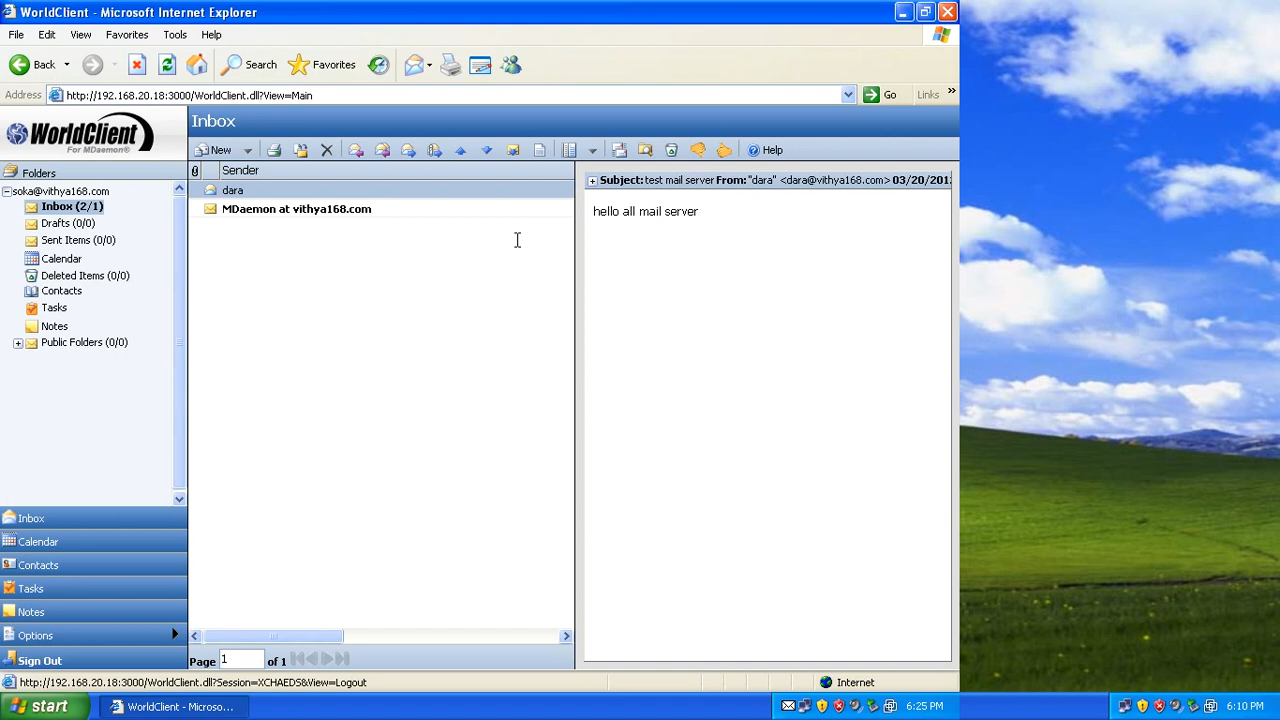 WorldClient - Microsoft Internet Explorer
File Edit View Favorites Tools Help
Back Search Favorites
Address http://192.168.20.18:3000/WorldClient.dll?View=Main Go Links »
WorldClient
For MDaemon®
Inbox
New Help
Folders
Sender
soka@vithya168.com
dara
Subject: test mail server From: "dara" <dara@vithya168.com> 03/20/201
Inbox (2/1)
MDaemon at vithya168.com
hello all mail server
Drafts (0/0)
Sent Items (0/0)
Calendar
Deleted Items (0/0)
Contacts
Tasks
Notes
Public Folders (0/0)
Inbox
Calendar
Contacts
Tasks
Notes
Options
Sign Out
Page 1 of 1
http://192.168.20.18:3000/WorldClient.dll?Session=XCHAEDS&View=Logout
Internet
start
WorldClient - Microso...
6:25 PM
6:10 PM